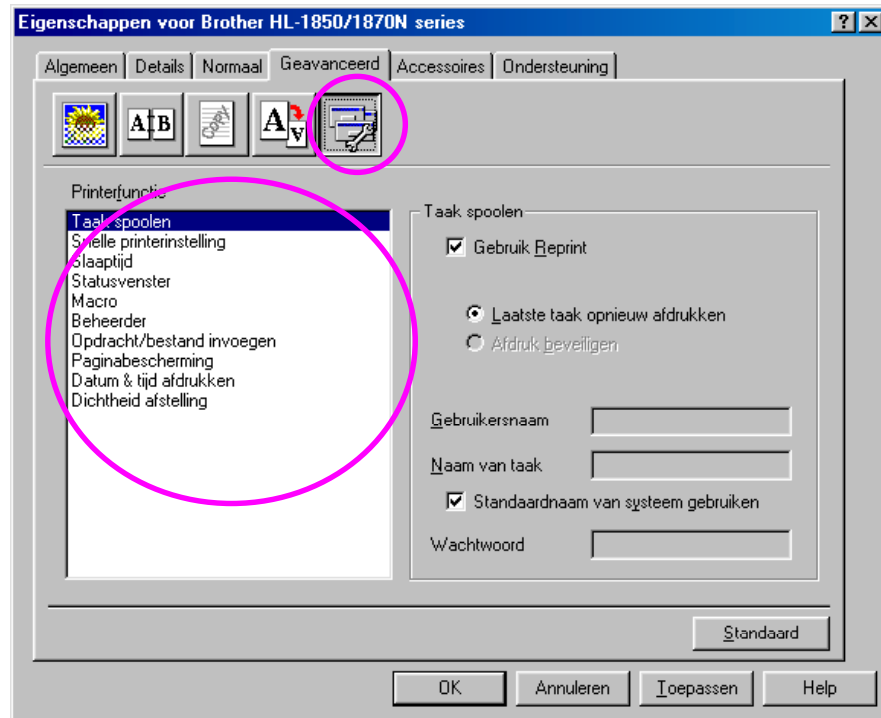 Eigenschappen voor Brother HL-1850/1870N series
Algemeen Details Normaal Geavanceerd Accessoires Ondersteuning
A B Copy A A
Printerfunctie
Taak spoolen
Snelle printerinstelling
Slaaptijd
Statusvenster
Macro
Beheerder
Opdracht/bestand invoegen
Paginabescherming
Datum & tijd afdrukken
Dichtheid afstelling
Taak spoolen
Gebruik Reprint
Laatste taak opnieuw afdrukken
Afdruk beveiligen
Gebruikersnaam
Naam van taak
Standaardnaam van systeem gebruiken
Wachtwoord
Standaard
OK Annuleren Toepassen Help